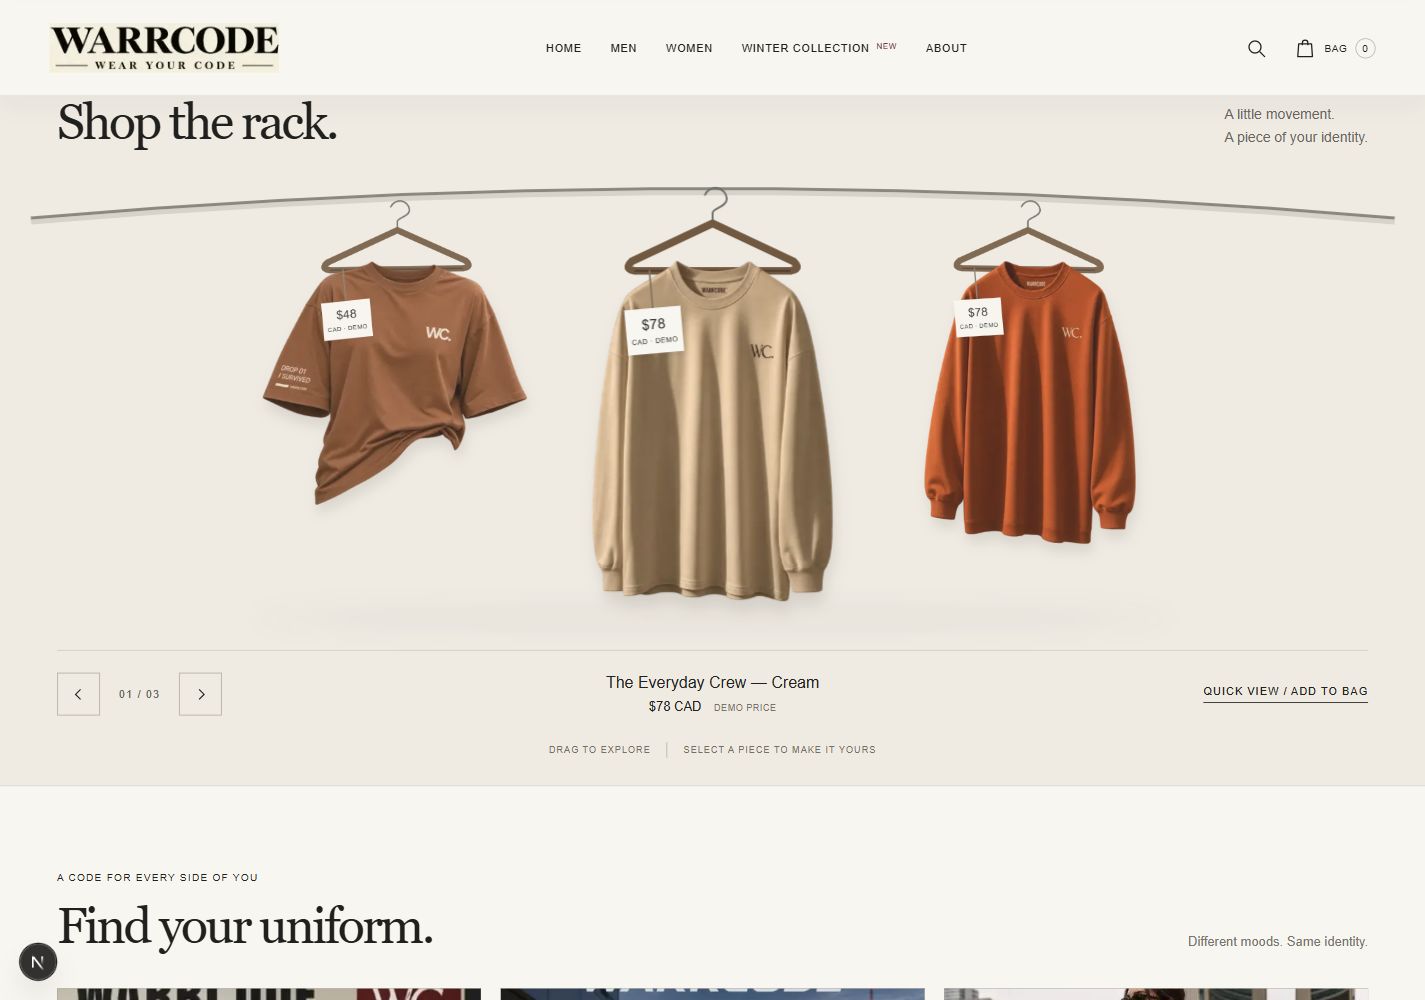 WARRCODE
WEAR YOUR CODE
HOME
MEN
WOMEN
WINTER COLLECTION NEW
ABOUT
BAG 0
Shop the rack.
A little movement.
A piece of your identity.
$48
CAD · DEMO
WC.
DROP 01
/ SURVIVED
WARRCODE
$78
CAD · DEMO
WC.
WARRCODE
$78
CAD · DEMO
WC.
01 / 03
The Everyday Crew — Cream
$78 CAD DEMO PRICE
QUICK VIEW / ADD TO BAG
DRAG TO EXPLORE
SELECT A PIECE TO MAKE IT YOURS
A CODE FOR EVERY SIDE OF YOU
Find your uniform.
Different moods. Same identity.
N
WARRCODE
WC
WARRCODE